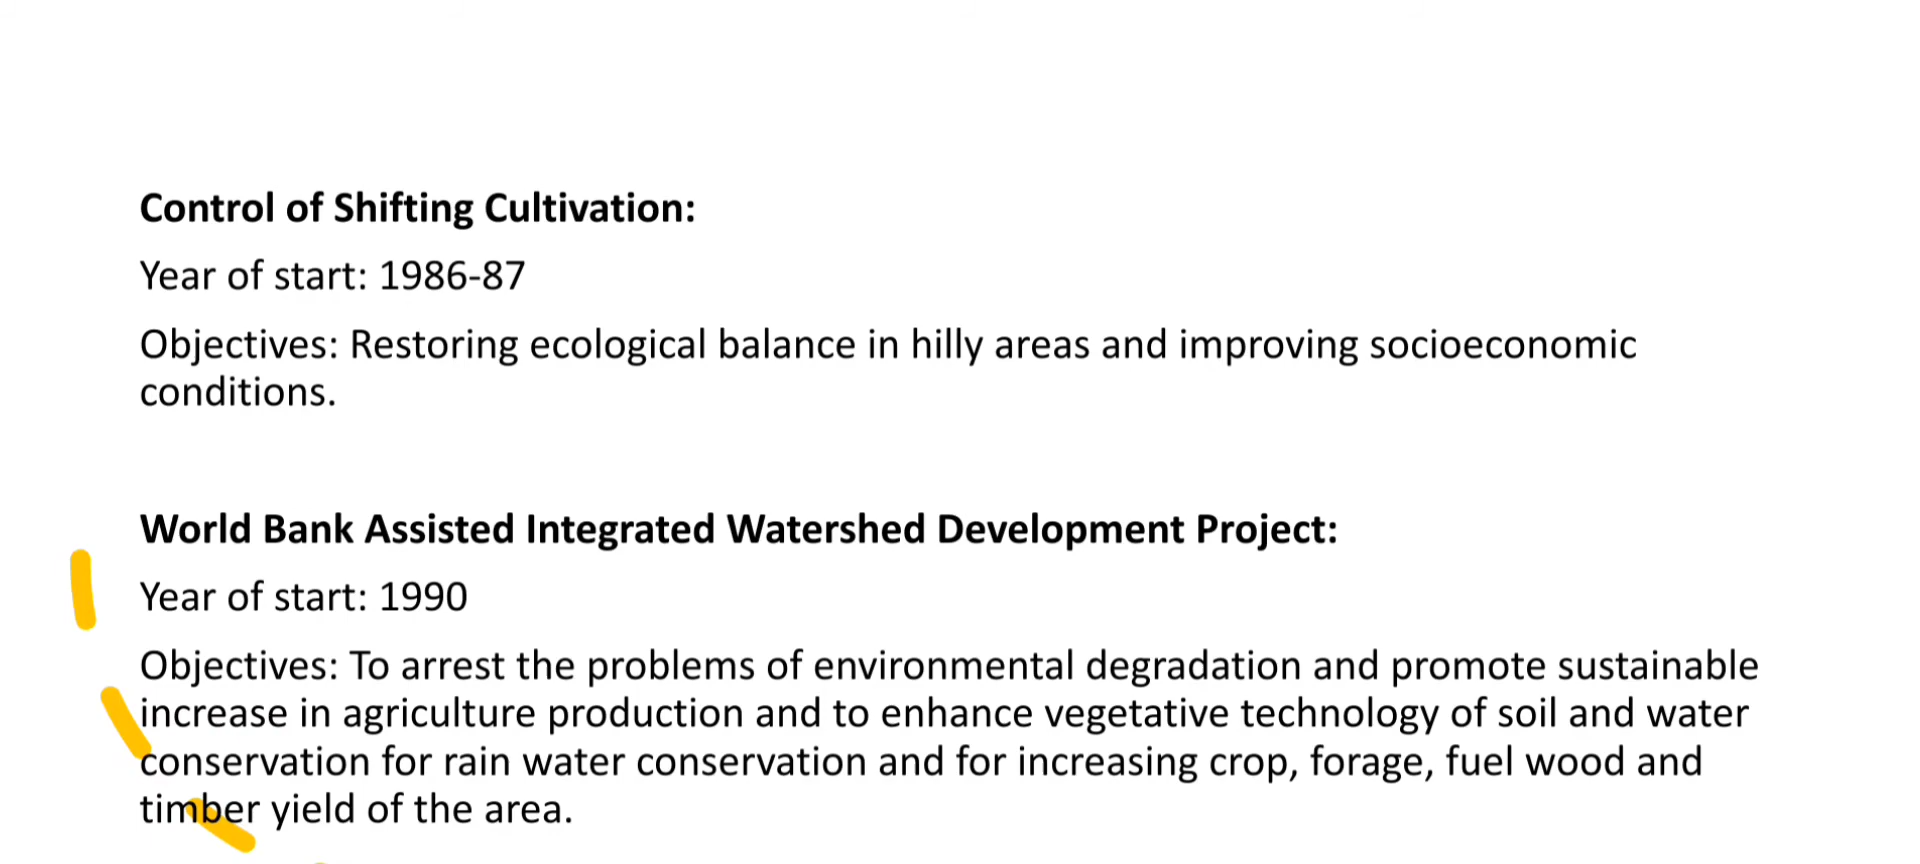 Control of Shifting Cultivation:
Year of start: 1986-87
Objectives: Restoring ecological balance in hilly areas and improving socioeconomic
conditions.
World Bank Assisted Integrated Watershed Development Project:
Year of start: 1990
Objectives: To arrest the problems of environmental degradation and promote sustainable
increase in agriculture production and to enhance vegetative technology of soil and water
conservation for rain water conservation and for increasing crop, forage, fuel wood and
timber yield of the area.